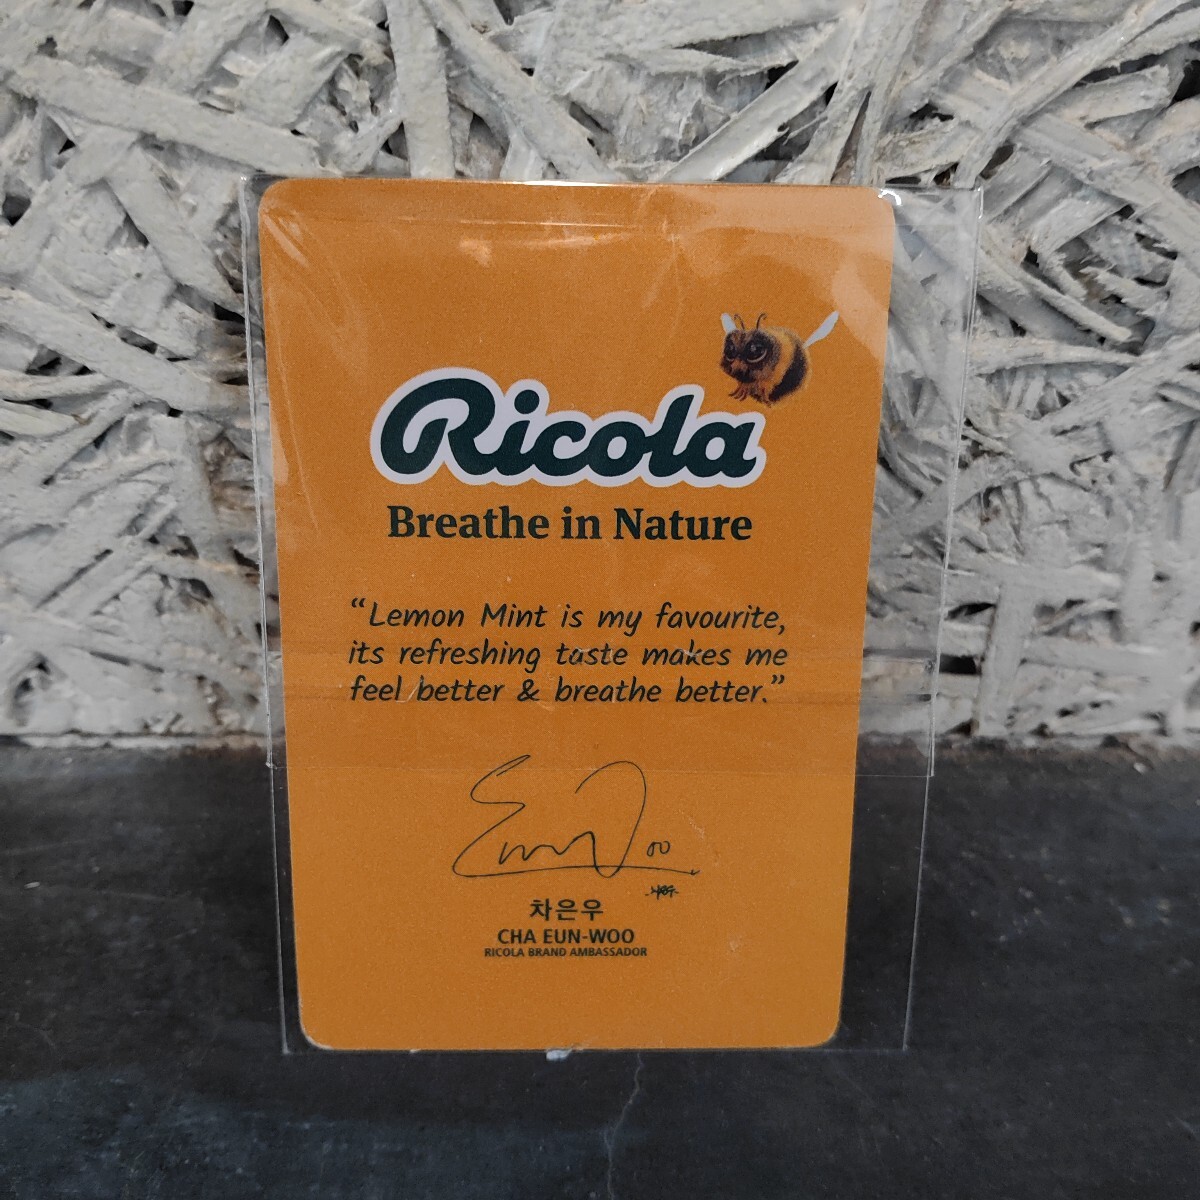 Ricola
Breathe in Nature
“Lemon Mint is my favourite,
its refreshing taste makes me
feel better & breathe better.”
차은우
CHA EUN-WOO
RICOLA BRAND AMBASSADOR